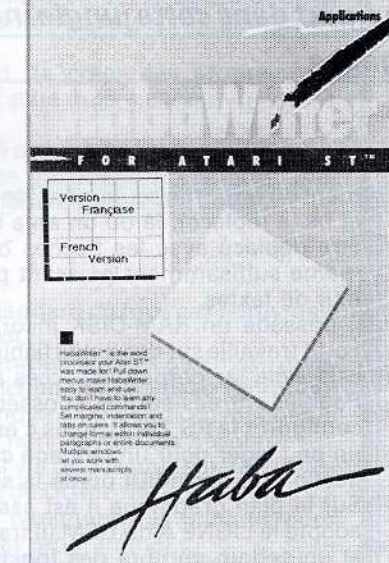 Applications
HabaWriter
FOR ATARI ST™
Version
Françiase
French
Version
HabaWriter™ is the word
processor your Atari ST™
was made for! Pull down
menus make HabaWriter
easy to learn and use.
You don't have to learn any
complicated commands!
Set margins, indentation and
tabs on rulers. It allows you to
change format within individual
paragraphs or entire documents.
Multiple windows
let you work with
several manuscripts
at once.
Haba